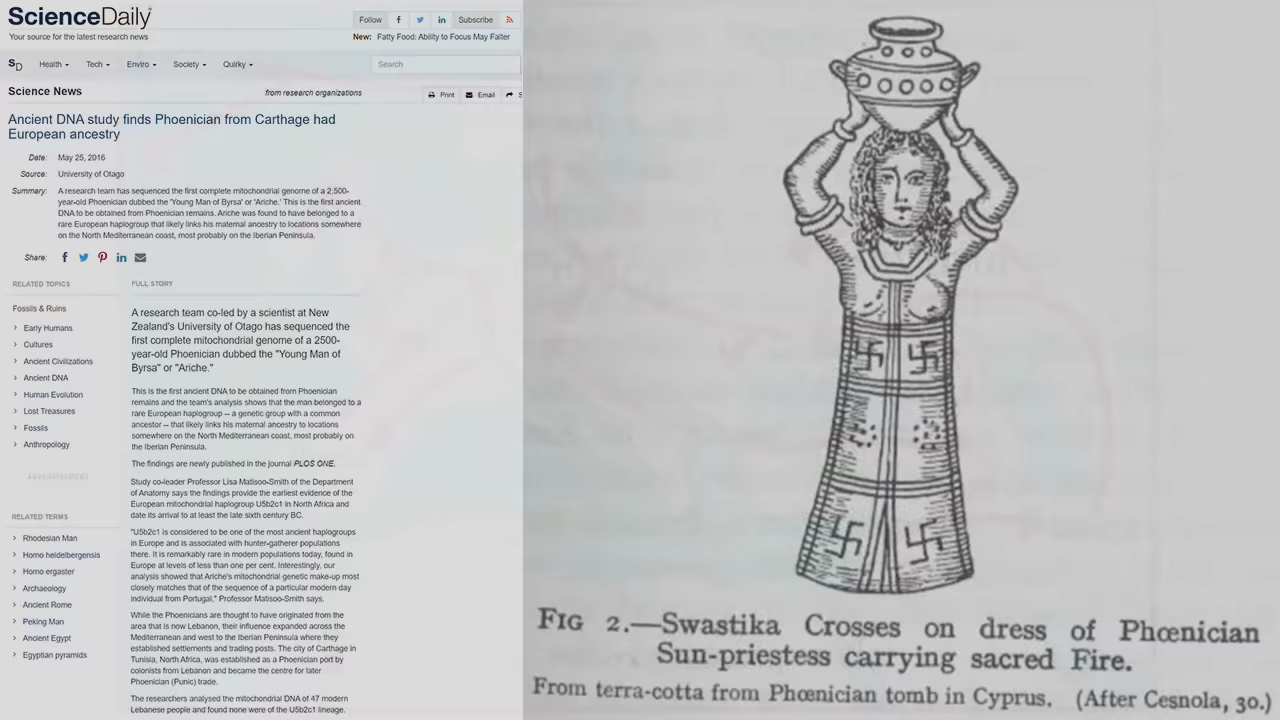 ScienceDaily
Your source for the latest research news
Follow
Subscribe
New: Fatty Food: Ability to Focus May Falter
SD
Health
Tech
Enviro
Society
Quirky
Search
Science News
from research organizations
Print
Email
S
Ancient DNA study finds Phoenician from Carthage had
European ancestry
Date: May 25, 2016
Source: University of Otago
Summary: A research team has sequenced the first complete mitochondrial genome of a 2,500-
year-old Phoenician dubbed the 'Young Man of Byrsa' or 'Ariche.' This is the first ancient
DNA to be obtained from Phoenician remains. Ariche was found to have belonged to a
rare European haplogroup that likely links his maternal ancestry to locations somewhere
on the North Mediterranean coast, most probably on the Iberian Peninsula.
Share:
RELATED TOPICS
Fossils & Ruins
Early Humans
Cultures
Ancient Civilizations
Ancient DNA
Human Evolution
Lost Treasures
Fossils
Anthropology
ADVERTISEMENT
RELATED TERMS
Rhodesian Man
Homo heidelbergensis
Homo ergaster
Archaeology
Ancient Rome
Peking Man
Ancient Egypt
Egyptian pyramids
FULL STORY
A research team co-led by a scientist at New
Zealand's University of Otago has sequenced the
first complete mitochondrial genome of a 2500-
year-old Phoenician dubbed the "Young Man of
Byrsa" or "Ariche."
This is the first ancient DNA to be obtained from Phoenician
remains and the team's analysis shows that the man belonged to a
rare European haplogroup -- a genetic group with a common
ancestor -- that likely links his maternal ancestry to locations
somewhere on the North Mediterranean coast, most probably on
the Iberian Peninsula.
The findings are newly published in the journal PLOS ONE.
Study co-leader Professor Lisa Matisoo-Smith of the Department
of Anatomy says the findings provide the earliest evidence of the
European mitochondrial haplogroup U5b2c1 in North Africa and
date its arrival to at least the late sixth century BC.
"U5b2c1 is considered to be one of the most ancient haplogroups
in Europe and is associated with hunter-gatherer populations
there. It is remarkably rare in modern populations today, found in
Europe at levels of less than one per cent. Interestingly, our
analysis showed that Ariche's mitochondrial genetic make-up most
closely matches that of the sequence of a particular modern day
individual from Portugal," Professor Matisoo-Smith says.
While the Phoenicians are thought to have originated from the
area that is now Lebanon, their influence expanded across the
Mediterranean and west to the Iberian Peninsula where they
established settlements and trading posts. The city of Carthage in
Tunisia, North Africa, was established as a Phoenician port by
colonists from Lebanon and became the centre for later
Phoenician (Punic) trade.
The researchers analysed the mitochondrial DNA of 47 modern
Lebanese people and found none were of the U5b2c1 lineage.
FIG 2.—Swastika Crosses on dress of Phœnician
Sun-priestess carrying sacred Fire.
From terra-cotta from Phœnician tomb in Cyprus. (After Cesnola, 30.)